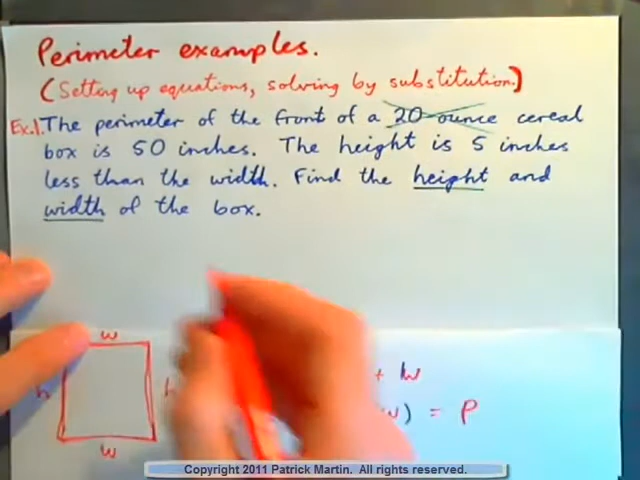 Perimeter examples.
(Setting up equations, solving by substitution.)
Ex.1. The perimeter of the front of a 20-ounce cereal
box is 50 inches. The height is 5 inches
less than the width. Find the height and
width of the box.
w
+ w
h
) = P
w
Copyright 2011 Patrick Martin. All rights reserved.